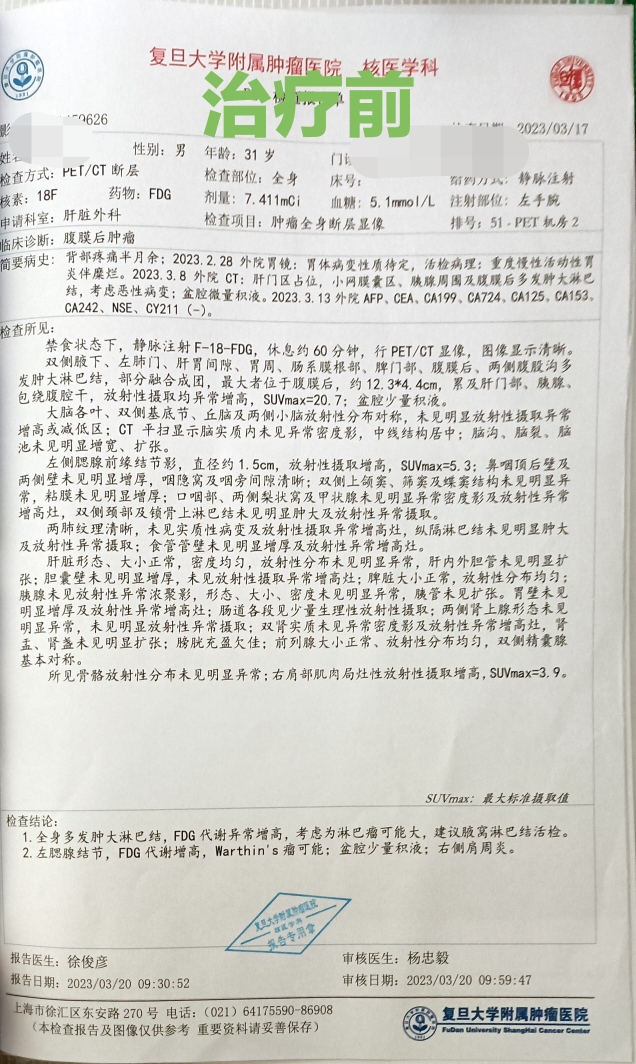 复旦大学附属肿瘤医院 核医学科
治疗前
59626
2023/03/17
性别：男 年龄：31 岁
检查方式：PET/CT 断层 检查部位：全身 床号： 给药方式：静脉注射
核素：18F 药物：FDG 剂量：7.411mCi 血糖：5.1mmol/L 注射部位：左手腕
申请科室：肝脏外科 检查项目：肿瘤全身断层显像 排号：51-PET 机房 2
临床诊断：腹膜后肿瘤
简要病史：背部疼痛半月余；2023.2.28 外院胃镜：胃体病变性质待定，活检病理：重度慢性活动性胃
炎伴糜烂。2023.3.8 外院 CT：肝门区占位，小网膜囊区、胰腺周围及腹膜后多发肿大淋巴
结，考虑恶性病变；盆腔微量积液。2023.3.13 外院 AFP、CEA、CA199、CA724、CA125、CA153、
CA242、NSE、CY211（-）。
检查所见：
禁食状态下，静脉注射 F-18-FDG，休息约 60 分钟，行 PET/CT 显像，图像显示清晰。
双侧腋下、左肺门、肝胃间隙、胃周、肠系膜根部、脾门部、腹膜后、两侧腹股沟多
发肿大淋巴结，部分融合成团，最大者位于腹膜后，约 12.3*4.4cm，累及肝门部、胰腺、
包绕腹腔干，放射性摄取均异常增高，SUVmax=20.7；盆腔少量积液。
大脑各叶、双侧基底节、丘脑及两侧小脑放射性分布对称，未见明显放射性摄取异常
增高或减低区；CT 平扫显示脑实质内未见异常密度影，中线结构居中；脑沟、脑裂、脑
池未见明显增宽、扩张。
左侧腮腺前缘结节影，直径约 1.5cm，放射性摄取增高，SUVmax=5.3；鼻咽顶后壁及
两侧壁未见明显增厚，咽隐窝及咽旁间隙清晰；双侧上颌窦、筛窦及蝶窦结构未见明显异
常，粘膜未见明显增厚；口咽部、两侧梨状窝及甲状腺未见明显异常密度影及放射性异常
增高灶，双侧颈部及锁骨上淋巴结未见明显肿大及放射性异常摄取。
两肺纹理清晰，未见实质性病变及放射性摄取异常增高灶，纵隔淋巴结未见明显肿大
及放射性异常摄取；食管管壁未见明显增厚及放射性异常增高灶。
肝脏形态、大小正常，密度均匀，放射性分布未见明显异常，肝内外胆管未见明显扩
张；胆囊壁未见明显增厚，未见放射性摄取异常增高灶；脾脏大小正常，放射性分布均匀；
胰腺未见放射性异常浓聚影，形态、大小、密度未见明显异常，胰管未见扩张。胃壁未见
明显增厚及放射性异常增高灶；肠道各段见少量生理性放射性摄取；两侧肾上腺形态未见
明显异常，未见明显放射性异常摄取；双肾实质未见异常密度影及放射性异常增高灶，肾
盂、肾盏未见明显扩张；膀胱充盈欠佳；前列腺大小正常、放射性分布均匀，双侧精囊腺
基本对称。
所见骨骼放射性分布未见明显异常；右肩部肌肉局灶性放射性摄取增高，SUVmax=3.9。
SUVmax：最大标准摄取值
检查结论：
1.全身多发肿大淋巴结，FDG 代谢异常增高，考虑为淋巴瘤可能大，建议腋窝淋巴结活检。
2.左腮腺结节，FDG 代谢增高，Warthin's 瘤可能；盆腔少量积液；右侧肩周炎。
复旦大学附属肿瘤医院
核医学科
报告专用章
报告医生：徐俊彦 审核医生：杨忠毅
报告日期：2023/03/20 09:30:52 审核日期：2023/03/20 09:59:47
上海市徐汇区东安路 270 号 电话：（021）64175590-86908
（本检查报告及图像仅供参考 重要资料请妥善保存）
复旦大学附属肿瘤医院
FuDan University ShangHai Cancer Center